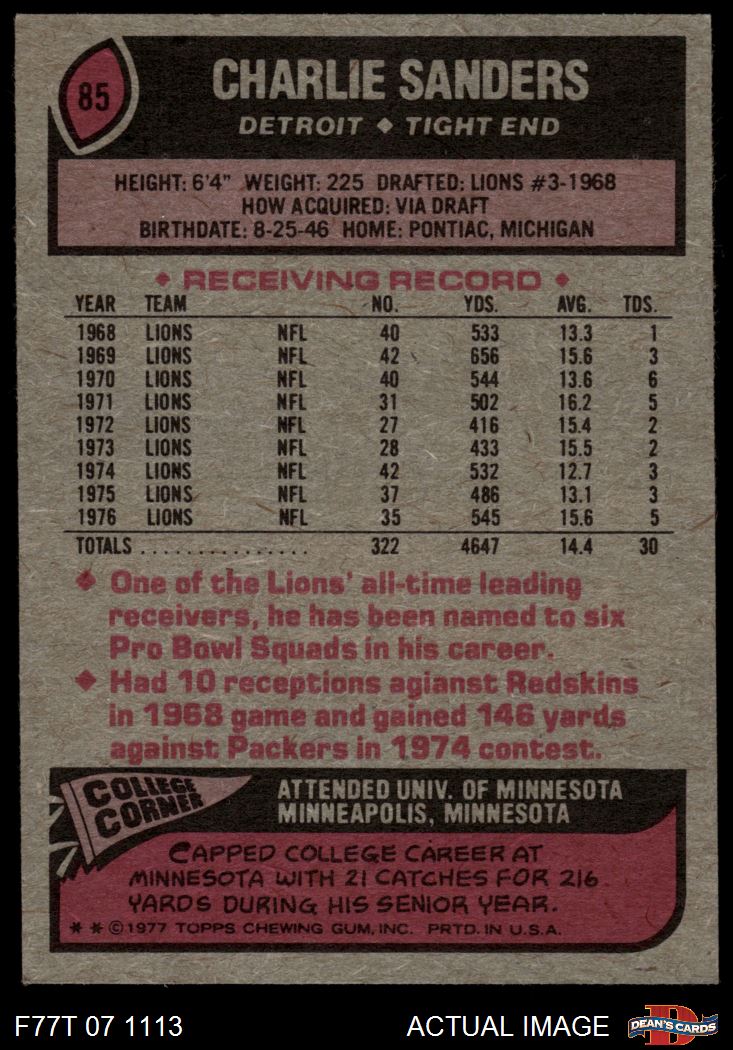 85
CHARLIE SANDERS
DETROIT ◆ TIGHT END
HEIGHT: 6'4" WEIGHT: 225 DRAFTED: LIONS #3-1968
HOW ACQUIRED: VIA DRAFT
BIRTHDATE: 8-25-46 HOME: PONTIAC, MICHIGAN
◆ RECEIVING RECORD ◆
YEAR TEAM NO. YDS. AVG. TDS.
1968 LIONS NFL 40 533 13.3 1
1969 LIONS NFL 42 656 15.6 3
1970 LIONS NFL 40 544 13.6 6
1971 LIONS NFL 31 502 16.2 5
1972 LIONS NFL 27 416 15.4 2
1973 LIONS NFL 28 433 15.5 2
1974 LIONS NFL 42 532 12.7 3
1975 LIONS NFL 37 486 13.1 3
1976 LIONS NFL 35 545 15.6 5
TOTALS ............... 322 4647 14.4 30
◆ One of the Lions' all-time leading
receivers, he has been named to six
Pro Bowl Squads in his career.
◆ Had 10 receptions agianst Redskins
in 1968 game and gained 146 yards
against Packers in 1974 contest.
COLLEGE
CORNER
ATTENDED UNIV. OF MINNESOTA
MINNEAPOLIS, MINNESOTA
CAPPED COLLEGE CAREER AT
MINNESOTA WITH 21 CATCHES FOR 216
YARDS DURING HIS SENIOR YEAR.
* * © 1977 TOPPS CHEWING GUM, INC. PRTD. IN U.S.A.
F77T 07 1113 ACTUAL IMAGE
D
DEAN'S CARDS